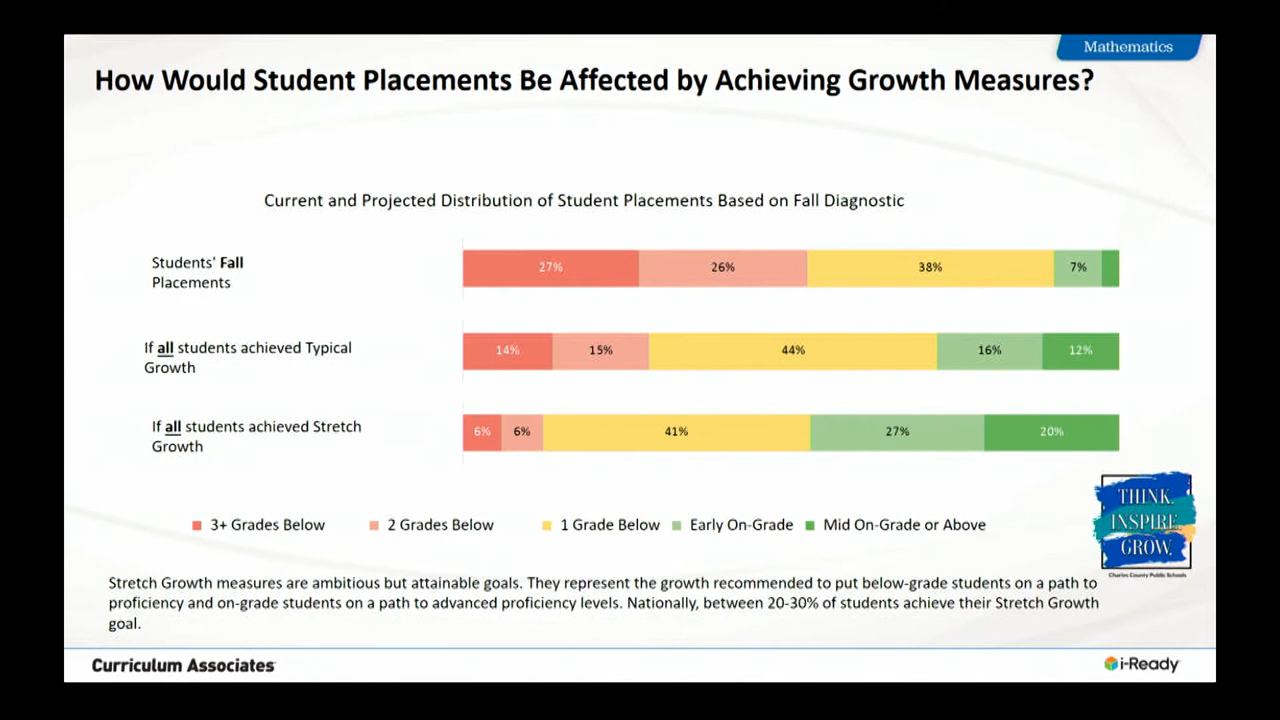 Mathematics
How Would Student Placements Be Affected by Achieving Growth Measures?
Current and Projected Distribution of Student Placements Based on Fall Diagnostic
Students' Fall
Placements
27% 26% 38% 7%
If all students achieved Typical
Growth
14% 15% 44% 16% 12%
If all students achieved Stretch
Growth
6% 6% 41% 27% 20%
3+ Grades Below 2 Grades Below 1 Grade Below Early On-Grade Mid On-Grade or Above
THINK.
INSPIRE.
GROW.
Charles County Public Schools
Stretch Growth measures are ambitious but attainable goals. They represent the growth recommended to put below-grade students on a path to
proficiency and on-grade students on a path to advanced proficiency levels. Nationally, between 20-30% of students achieve their Stretch Growth
goal.
Curriculum Associates
i-Ready